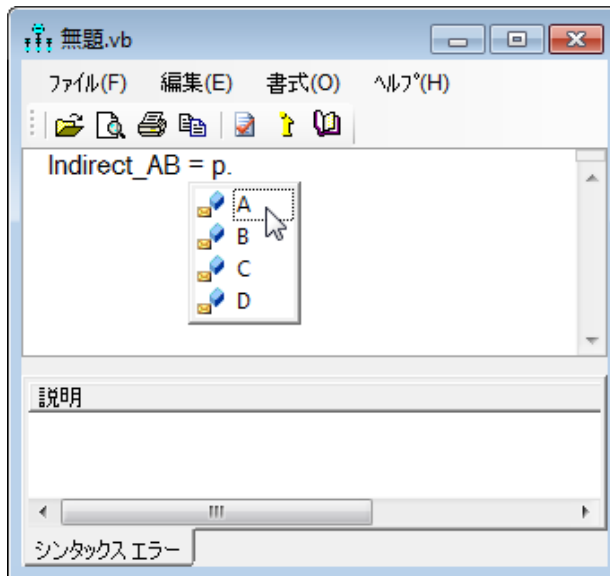 無題.vb
ﾌｧｲﾙ(F) 編集(E) 書式(O) ﾍﾙﾌﾟ(H)
Indirect_AB = p.
A
B
C
D
説明
シンタックス エラー